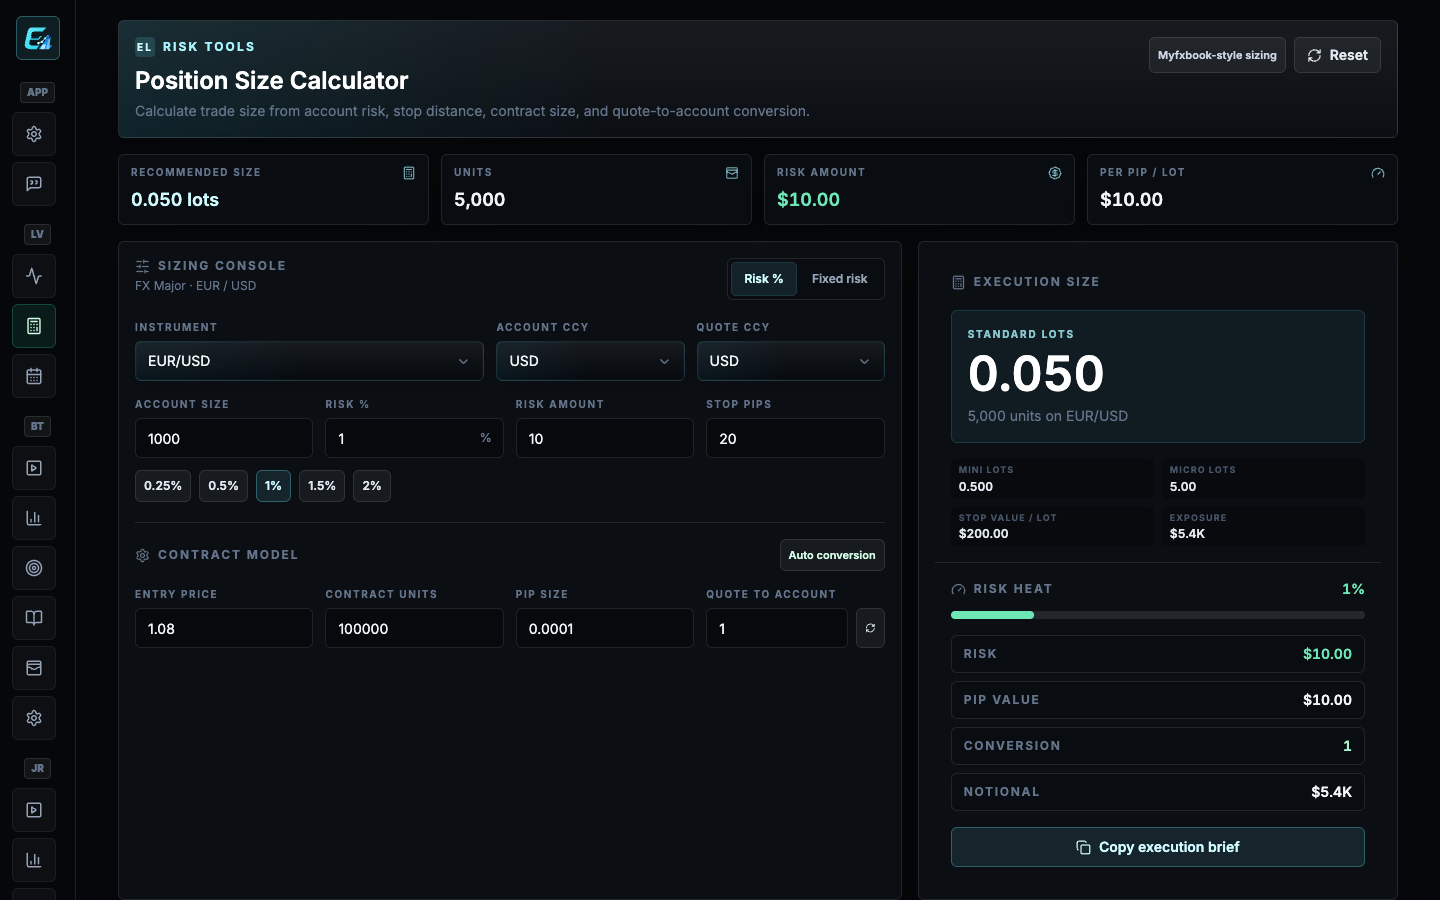 APP
LV
BT
JR
EL RISK TOOLS
Position Size Calculator
Calculate trade size from account risk, stop distance, contract size, and quote-to-account conversion.
Myfxbook-style sizing
Reset
RECOMMENDED SIZE
0.050 lots
UNITS
5,000
RISK AMOUNT
$10.00
PER PIP / LOT
$10.00
SIZING CONSOLE
FX Major · EUR / USD
Risk %
Fixed risk
INSTRUMENT
EUR/USD
ACCOUNT CCY
USD
QUOTE CCY
USD
ACCOUNT SIZE
1000
RISK %
1 %
RISK AMOUNT
10
STOP PIPS
20
0.25% 0.5% 1% 1.5% 2%
CONTRACT MODEL
Auto conversion
ENTRY PRICE
1.08
CONTRACT UNITS
100000
PIP SIZE
0.0001
QUOTE TO ACCOUNT
1
EXECUTION SIZE
STANDARD LOTS
0.050
5,000 units on EUR/USD
MINI LOTS
0.500
MICRO LOTS
5.00
STOP VALUE / LOT
$200.00
EXPOSURE
$5.4K
RISK HEAT 1%
RISK $10.00
PIP VALUE $10.00
CONVERSION 1
NOTIONAL $5.4K
Copy execution brief